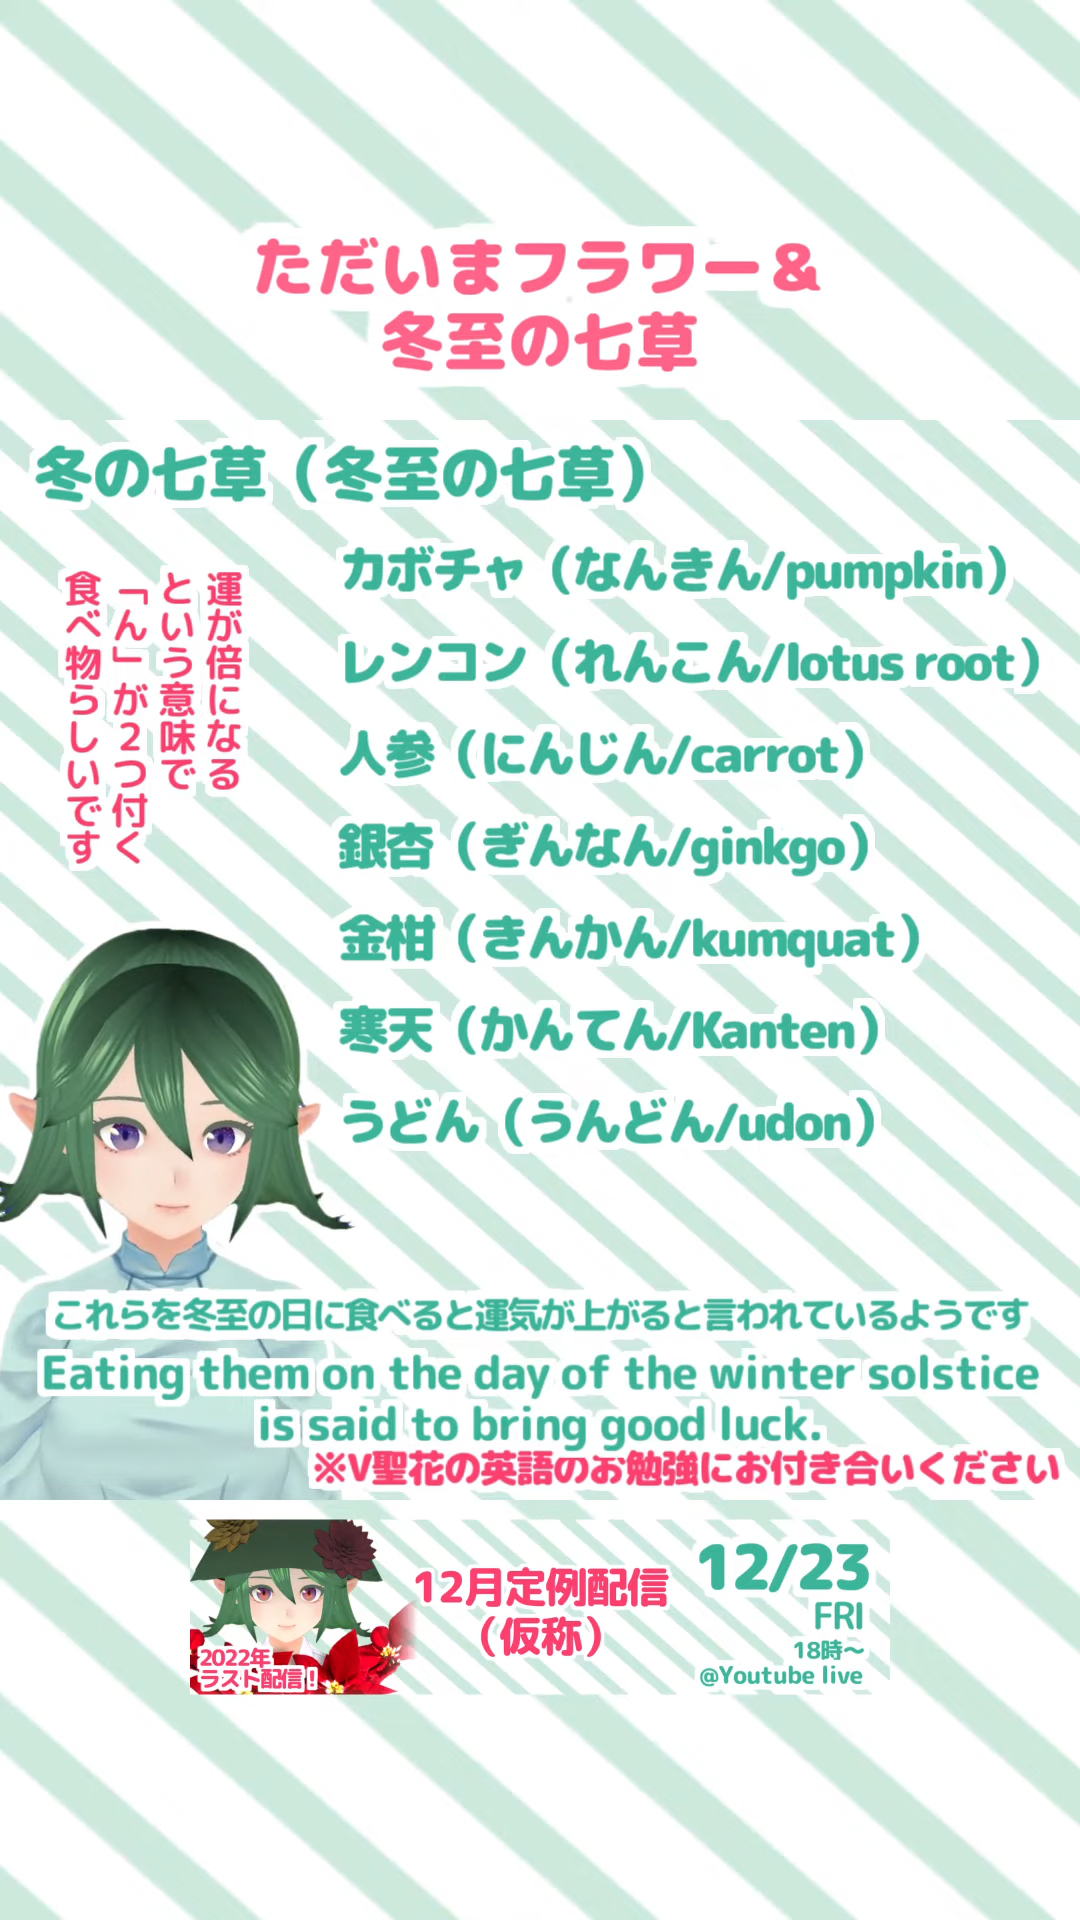 ただいまフラワー＆
冬至の七草
冬の七草（冬至の七草）
運が倍になる
という意味で
「ん」が２つ付く
食べ物らしいです
カボチャ（なんきん/pumpkin）
レンコン（れんこん/lotus root）
人参（にんじん/carrot）
銀杏（ぎんなん/ginkgo）
金柑（きんかん/kumquat）
寒天（かんてん/Kanten）
うどん（うんどん/udon）
これらを冬至の日に食べると運気が上がると言われているようです
Eating them on the day of the winter solstice
is said to bring good luck.
※V聖花の英語のお勉強にお付き合いください
2022年
ラスト配信！
12月定例配信
（仮称）
12/23
FRI
18時～
@Youtube live